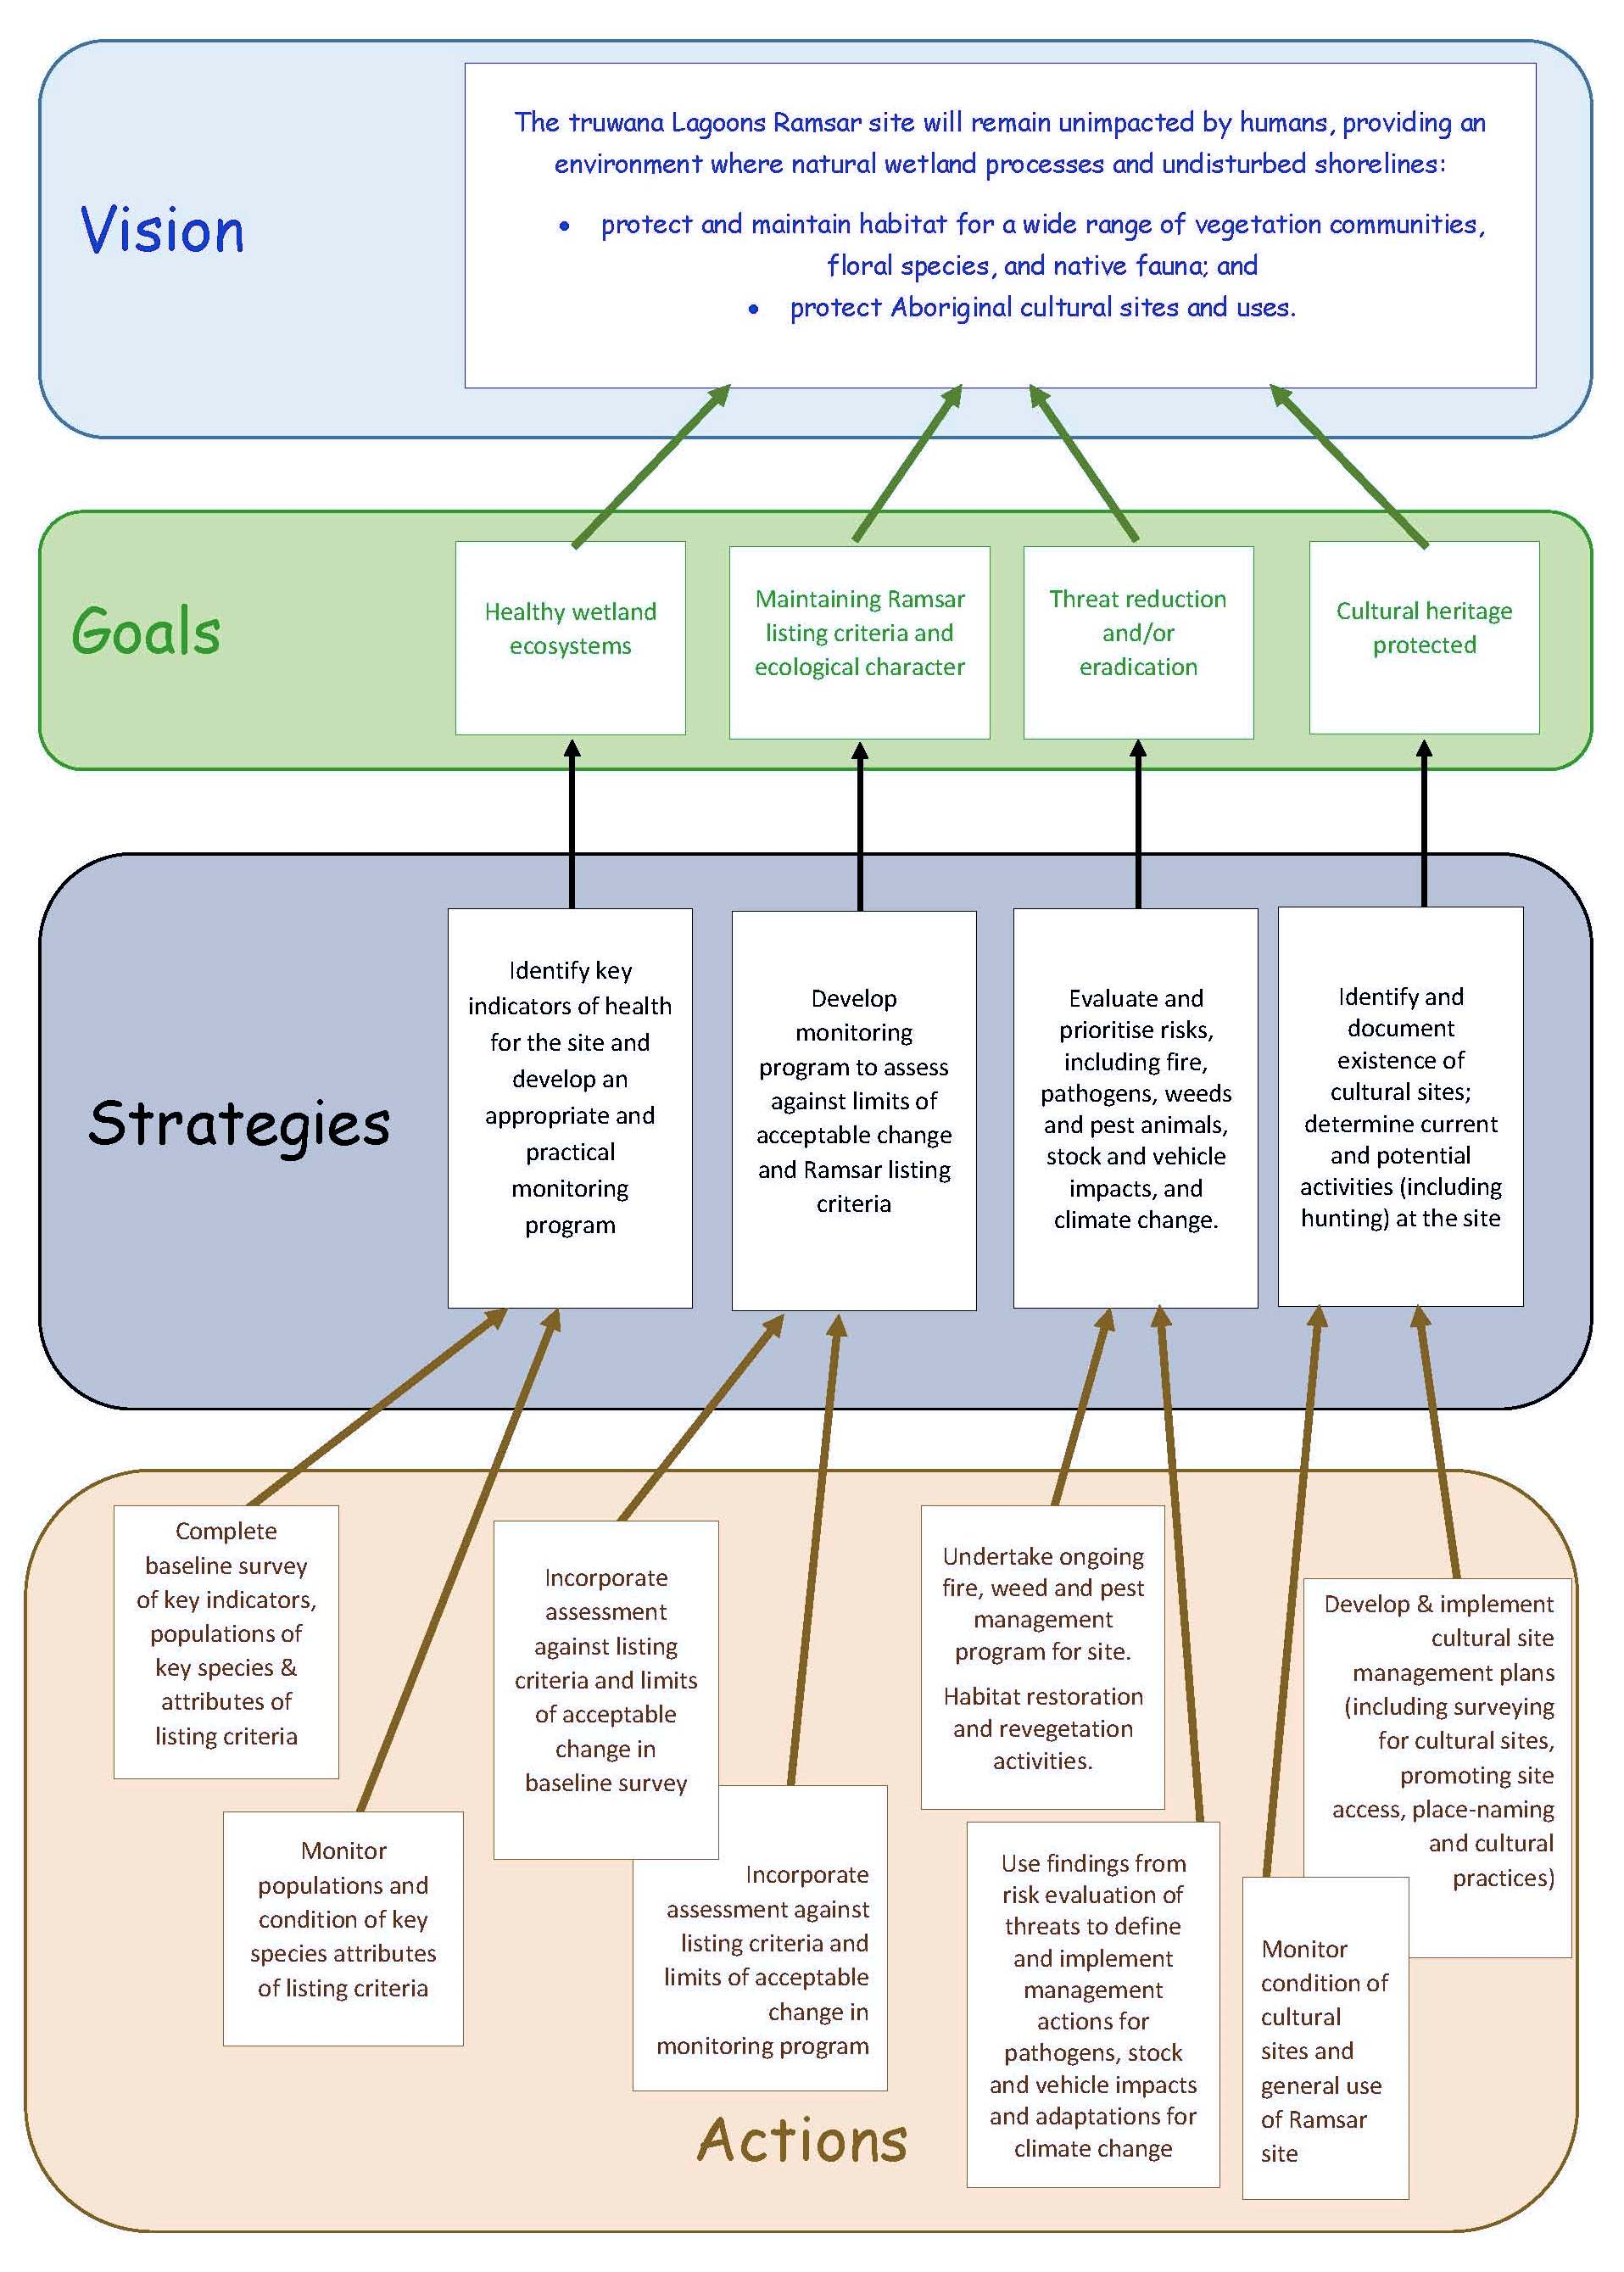 Vision
The truwana Lagoons Ramsar site will remain unimpacted by humans, providing an
environment where natural wetland processes and undisturbed shorelines:
• protect and maintain habitat for a wide range of vegetation communities,
floral species, and native fauna; and
• protect Aboriginal cultural sites and uses.
Goals
Healthy wetland
ecosystems
Maintaining Ramsar
listing criteria and
ecological character
Threat reduction
and/or
eradication
Cultural heritage
protected
Strategies
Identify key
indicators of health
for the site and
develop an
appropriate and
practical
monitoring
program
Develop
monitoring
program to assess
against limits of
acceptable change
and Ramsar listing
criteria
Evaluate and
prioritise risks,
including fire,
pathogens, weeds
and pest animals,
stock and vehicle
impacts, and
climate change.
Identify and
document
existence of
cultural sites;
determine current
and potential
activities (including
hunting) at the site
Complete
baseline survey
of key indicators,
populations of
key species &
attributes of
listing criteria
Monitor
populations and
condition of key
species attributes
of listing criteria
Incorporate
assessment
against listing
criteria and limits
of acceptable
change in
baseline survey
Incorporate
assessment against
listing criteria and
limits of acceptable
change in
monitoring program
Undertake ongoing
fire, weed and pest
management
program for site.
Habitat restoration
and revegetation
activities.
Use findings from
risk evaluation of
threats to define
and implement
management
actions for
pathogens, stock
and vehicle impacts
and adaptations for
climate change
Develop & implement
cultural site
management plans
(including surveying
for cultural sites,
promoting site
access, place-naming
and cultural
practices)
Monitor
condition of
cultural
sites and
general use
of Ramsar
site
Actions